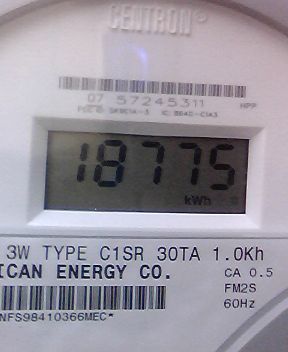 CENTRON®
07 57245311
HPP
18775
kWh
3W TYPE C1SR 30TA 1.0Kh
ICAN ENERGY CO.
CA 0.5
FM2S
60Hz
NFS98410366MEC*